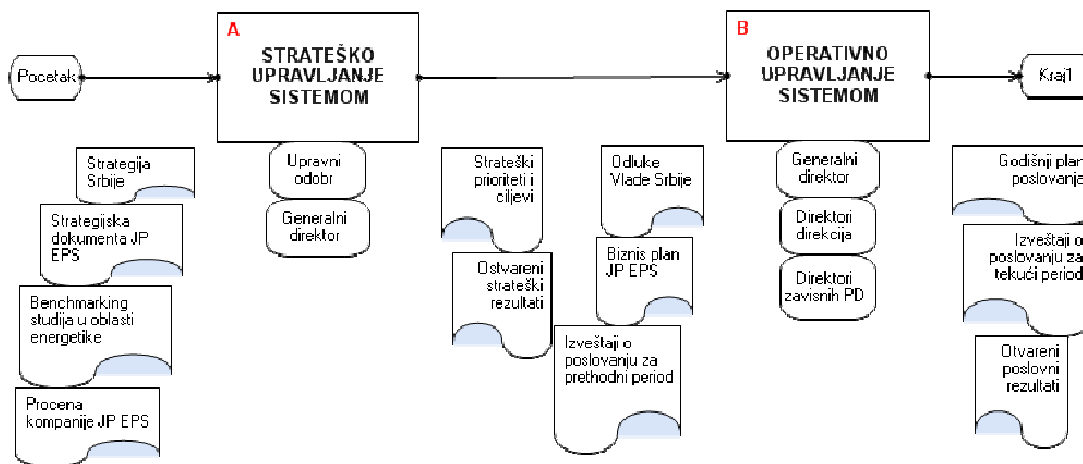 A
STRATEŠKO
UPRAVLJANJE
SISTEMOM
B
OPERATIVNO
UPRAVLJANJE
SISTEMOM
Pocetak
Kraj1
Strategija
Srbije
Strategijska
dokumenta JP
EPS
Benchmarking
studija u oblasti
energetike
Procena
kompanije JP EPS
Upravni
odobr
Generalni
direktor
Strateški
prioriteti i
ciljevi
Ostvareni
strateški
rezultati
Odluke
Vlade Srbije
Biznis plan
JP EPS
Izveštaji o
poslovanju za
prethodni period
Generalni
direktor
Direktori
direkcija
Direktori
zavisnih PD
Godišnji plan
poslovanja
Izveštaji o
poslovanju za
tekući period
Otvareni
poslovni
rezultati